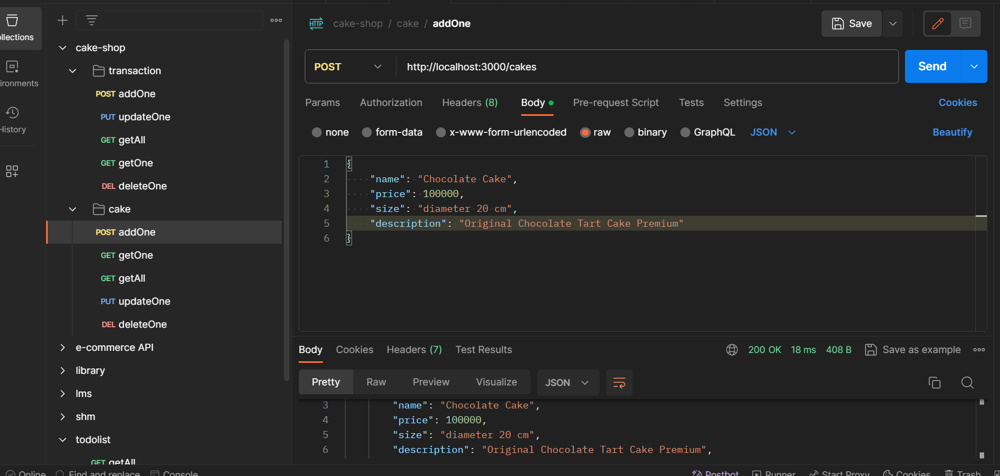 llections
ironments
History
cake-shop
transaction
POST addOne
PUT updateOne
GET getAll
GET getOne
DEL deleteOne
cake
POST addOne
GET getOne
GET getAll
PUT updateOne
DEL deleteOne
e-commerce API
library
lms
shm
todolist
GET getAll
HTTP cake-shop / cake / addOne
Save
POST http://localhost:3000/cakes
Send
Params Authorization Headers (8) Body Pre-request Script Tests Settings Cookies
none form-data x-www-form-urlencoded raw binary GraphQL JSON Beautify
1 {
2 "name": "Chocolate Cake",
3 "price": 100000,
4 "size": "diameter 20 cm",
5 "description": "Original Chocolate Tart Cake Premium"
6 }
Body Cookies Headers (7) Test Results 200 OK 18 ms 408 B Save as example
Pretty Raw Preview Visualize JSON
3 "name": "Chocolate Cake",
4 "price": 100000,
5 "size": "diameter 20 cm",
6 "description": "Original Chocolate Tart Cake Premium",
Online Find and replace Console Postbot Runner Start Proxy Cookies Trash